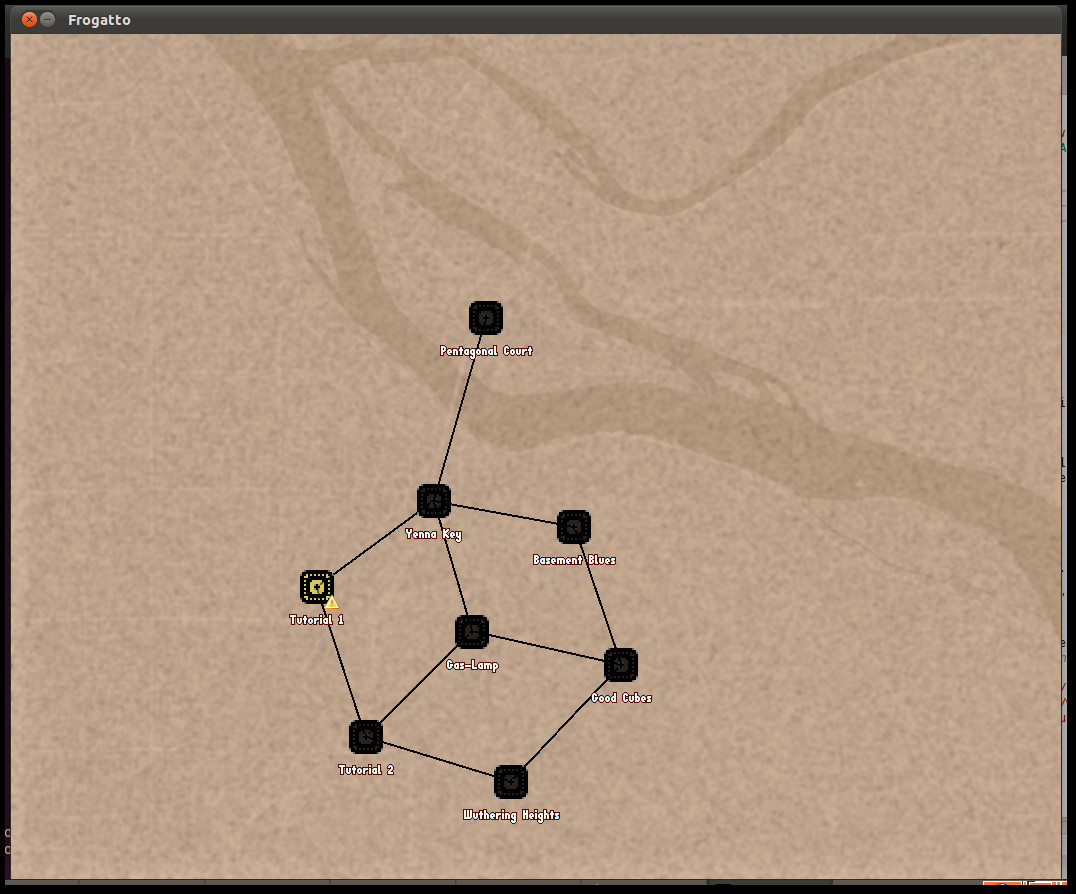 Frogatto
Pentagonal Court
Yenna Key
Basement Blues
Tutorial 1
Gas-Lamp
Good Cubes
Tutorial 2
Wuthering Heights